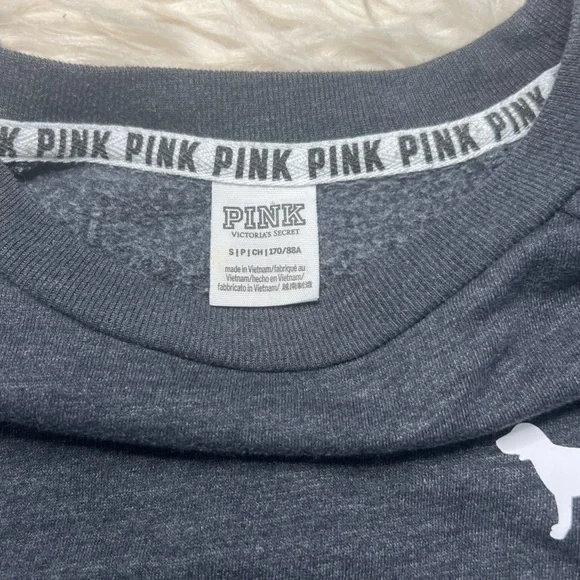 K PINK PINK PINK PINK PINK PINK
PINK
VICTORIA'S SECRET
S | P | CH | 170/88A
made in Vietnam/fabriqué au
Vietnam/hecho en Vietnam/
fabbricato in Vietnam/ 越南制造